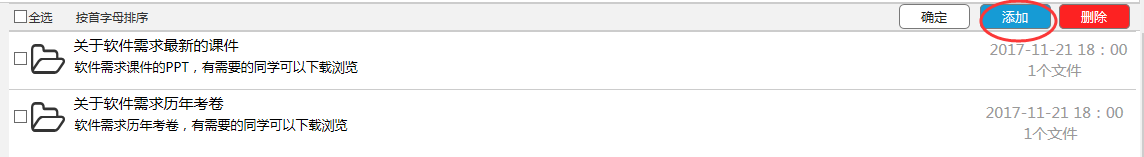 全选 按首字母排序 确定 添加 删除
关于软件需求最新的课件
软件需求课件的PPT，有需要的同学可以下载浏览
2017-11-21 18：00
1个文件
关于软件需求历年考卷
软件需求历年考卷，有需要的同学可以下载浏览
2017-11-21 18：00
1个文件